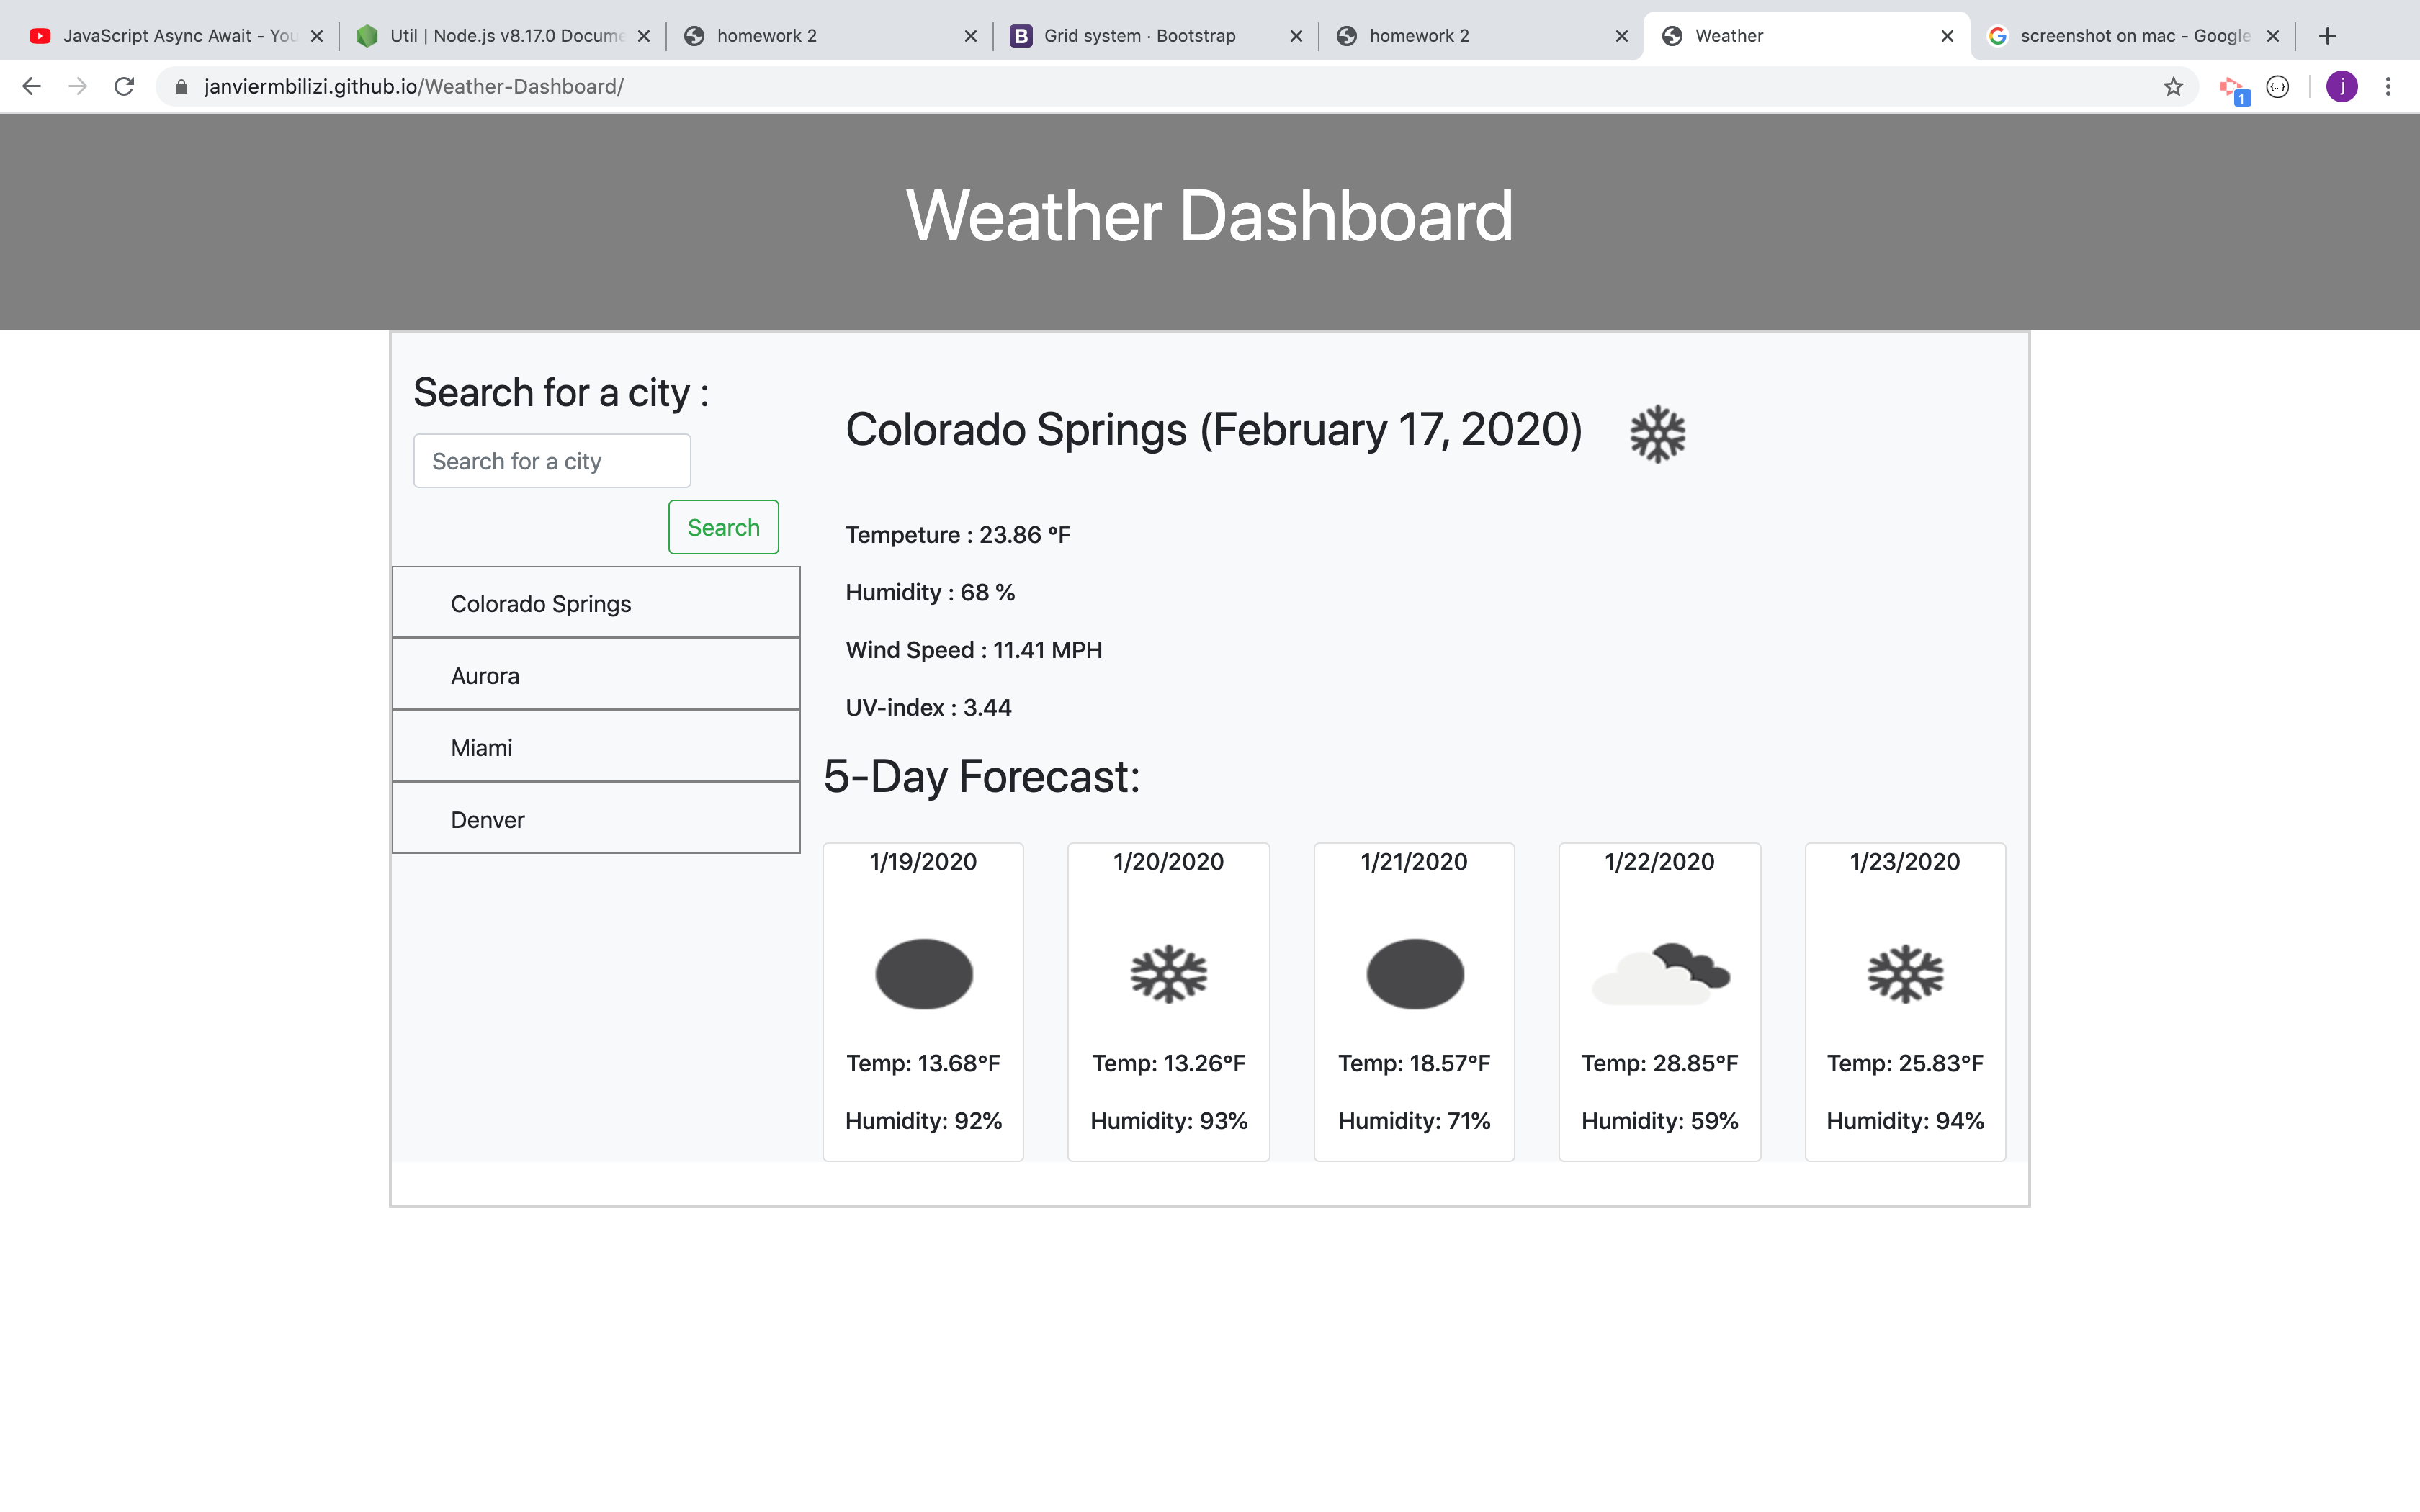 JavaScript Async Await - You
Util | Node.js v8.17.0 Docume
homework 2
Grid system · Bootstrap
homework 2
Weather
screenshot on mac - Google
janviermbilizi.github.io/Weather-Dashboard/
1
j
Weather Dashboard
Search for a city :
Search for a city
Search
Colorado Springs
Aurora
Miami
Denver
Colorado Springs (February 17, 2020)
Tempeture : 23.86 °F
Humidity : 68 %
Wind Speed : 11.41 MPH
UV-index : 3.44
5-Day Forecast:
1/19/2020
Temp: 13.68°F
Humidity: 92%
1/20/2020
Temp: 13.26°F
Humidity: 93%
1/21/2020
Temp: 18.57°F
Humidity: 71%
1/22/2020
Temp: 28.85°F
Humidity: 59%
1/23/2020
Temp: 25.83°F
Humidity: 94%